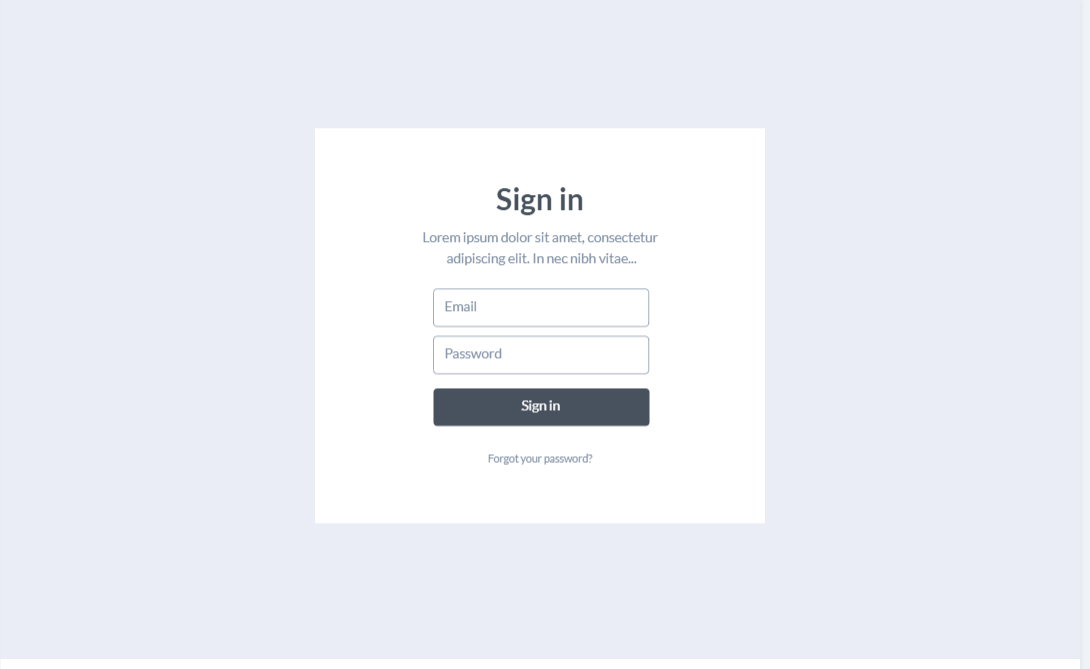 Sign in
Lorem ipsum dolor sit amet, consectetur
adipiscing elit. In nec nibh vitae...
Email
Password
Sign in
Forgot your password?